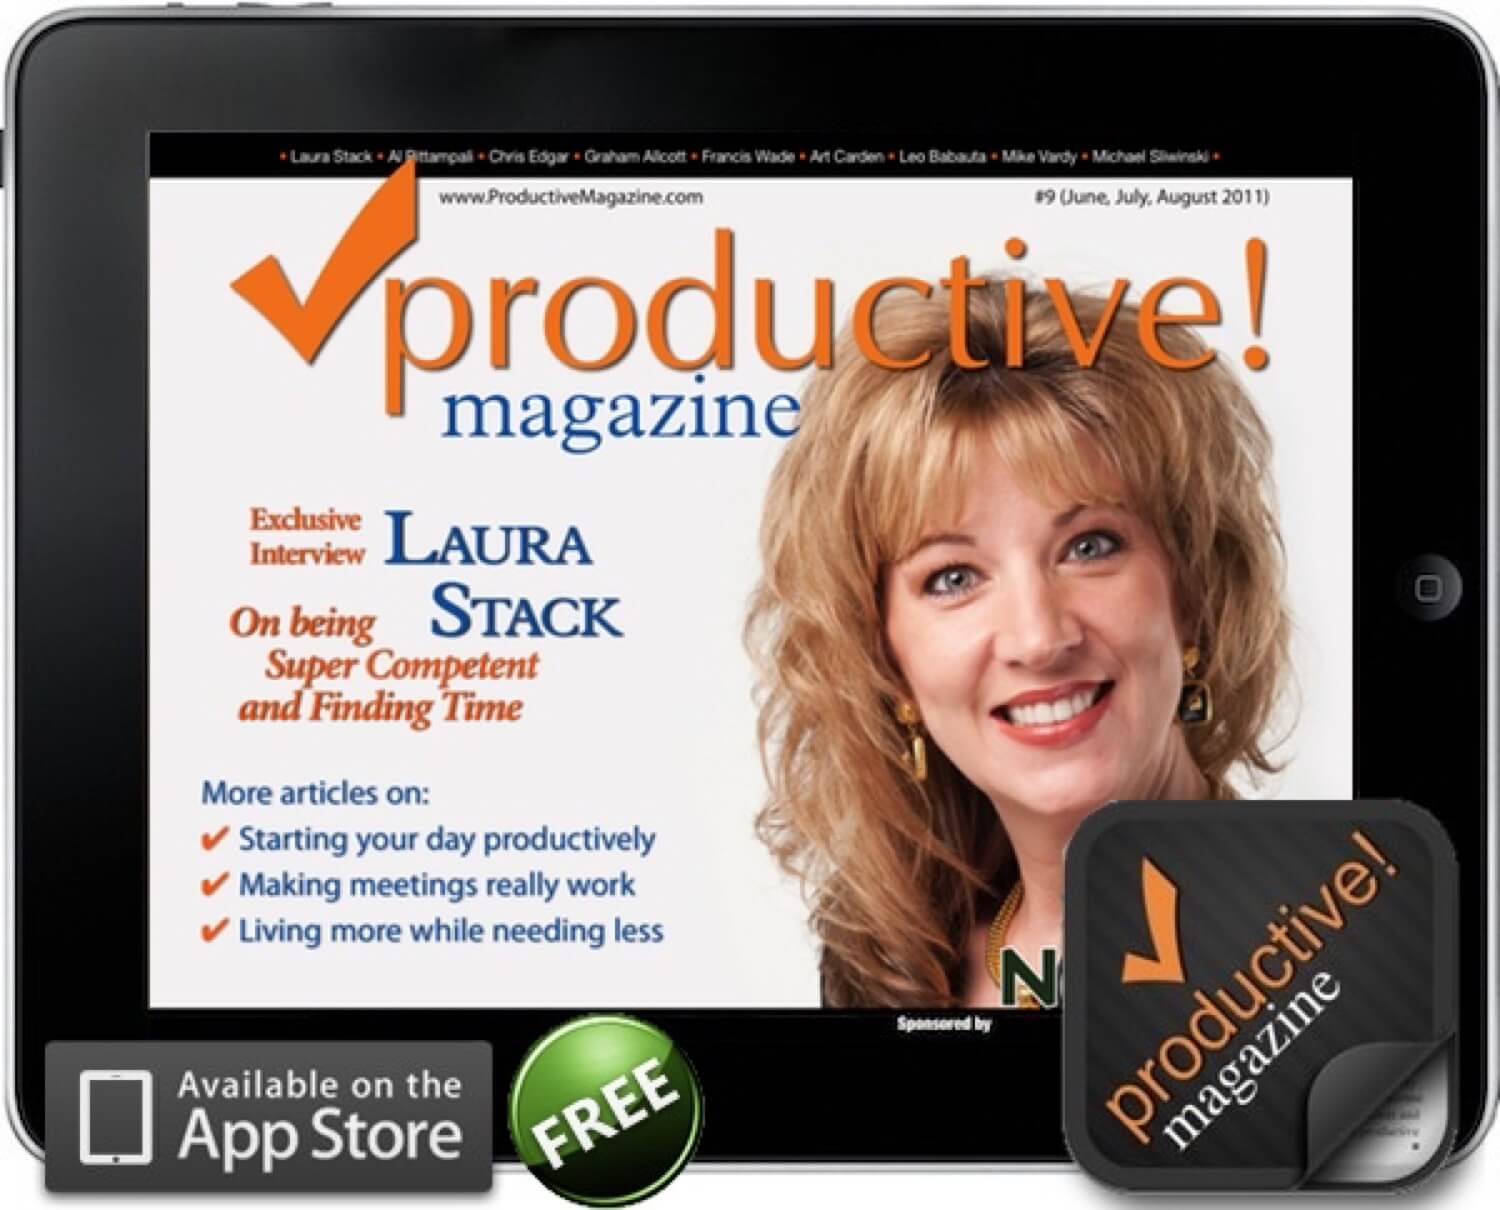 • Laura Stack • Al Pittampali • Chris Edgar • Graham Allcott • Francis Wade • Art Carden • Leo Babauta • Mike Vardy • Michael Sliwinski •
www.ProductiveMagazine.com
#9 (June, July, August 2011)
productive!
magazine
Exclusive
Interview
LAURA
STACK
On being
Super Competent
and Finding Time
More articles on:
Starting your day productively
Making meetings really work
Living more while needing less
Sponsored by
Available on the
App Store
FREE
productive!
magazine